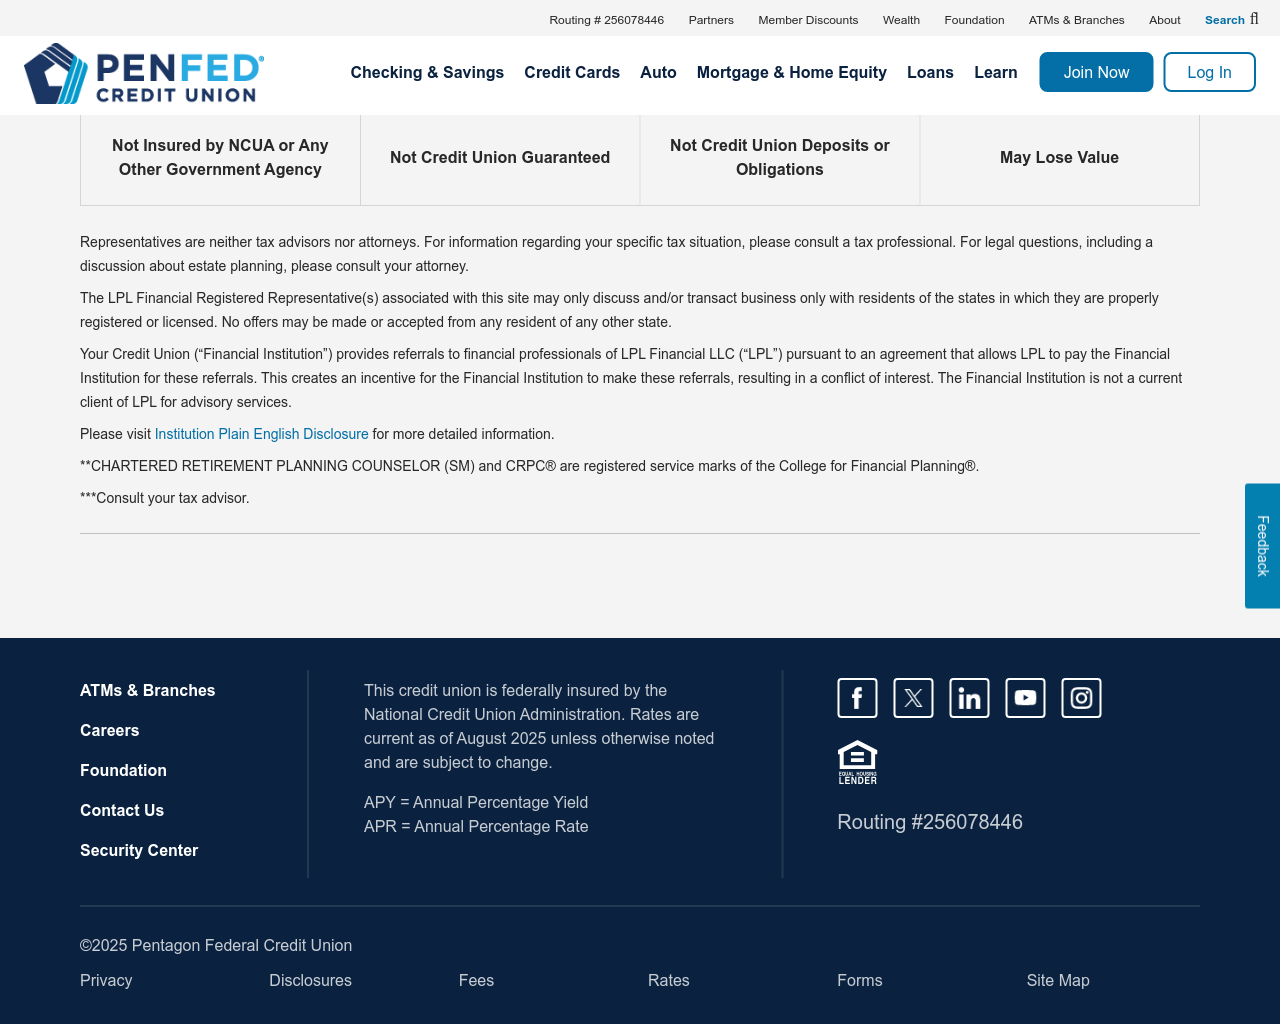 Routing # 256078446 Partners Member Discounts Wealth Foundation ATMs & Branches About Search
PENFED®
CREDIT UNION
Checking & Savings Credit Cards Auto Mortgage & Home Equity Loans Learn Join Now Log In
Not Insured by NCUA or Any
Other Government Agency
Not Credit Union Guaranteed
Not Credit Union Deposits or
Obligations
May Lose Value
Representatives are neither tax advisors nor attorneys. For information regarding your specific tax situation, please consult a tax professional. For legal questions, including a
discussion about estate planning, please consult your attorney.
The LPL Financial Registered Representative(s) associated with this site may only discuss and/or transact business only with residents of the states in which they are properly
registered or licensed. No offers may be made or accepted from any resident of any other state.
Your Credit Union (“Financial Institution”) provides referrals to financial professionals of LPL Financial LLC (“LPL”) pursuant to an agreement that allows LPL to pay the Financial
Institution for these referrals. This creates an incentive for the Financial Institution to make these referrals, resulting in a conflict of interest. The Financial Institution is not a current
client of LPL for advisory services.
Please visit Institution Plain English Disclosure for more detailed information.
**CHARTERED RETIREMENT PLANNING COUNSELOR (SM) and CRPC® are registered service marks of the College for Financial Planning®.
***Consult your tax advisor.
Feedback
ATMs & Branches
Careers
Foundation
Contact Us
Security Center
This credit union is federally insured by the
National Credit Union Administration. Rates are
current as of August 2025 unless otherwise noted
and are subject to change.
APY = Annual Percentage Yield
APR = Annual Percentage Rate
EQUAL HOUSING
LENDER
Routing #256078446
©2025 Pentagon Federal Credit Union
Privacy Disclosures Fees Rates Forms Site Map